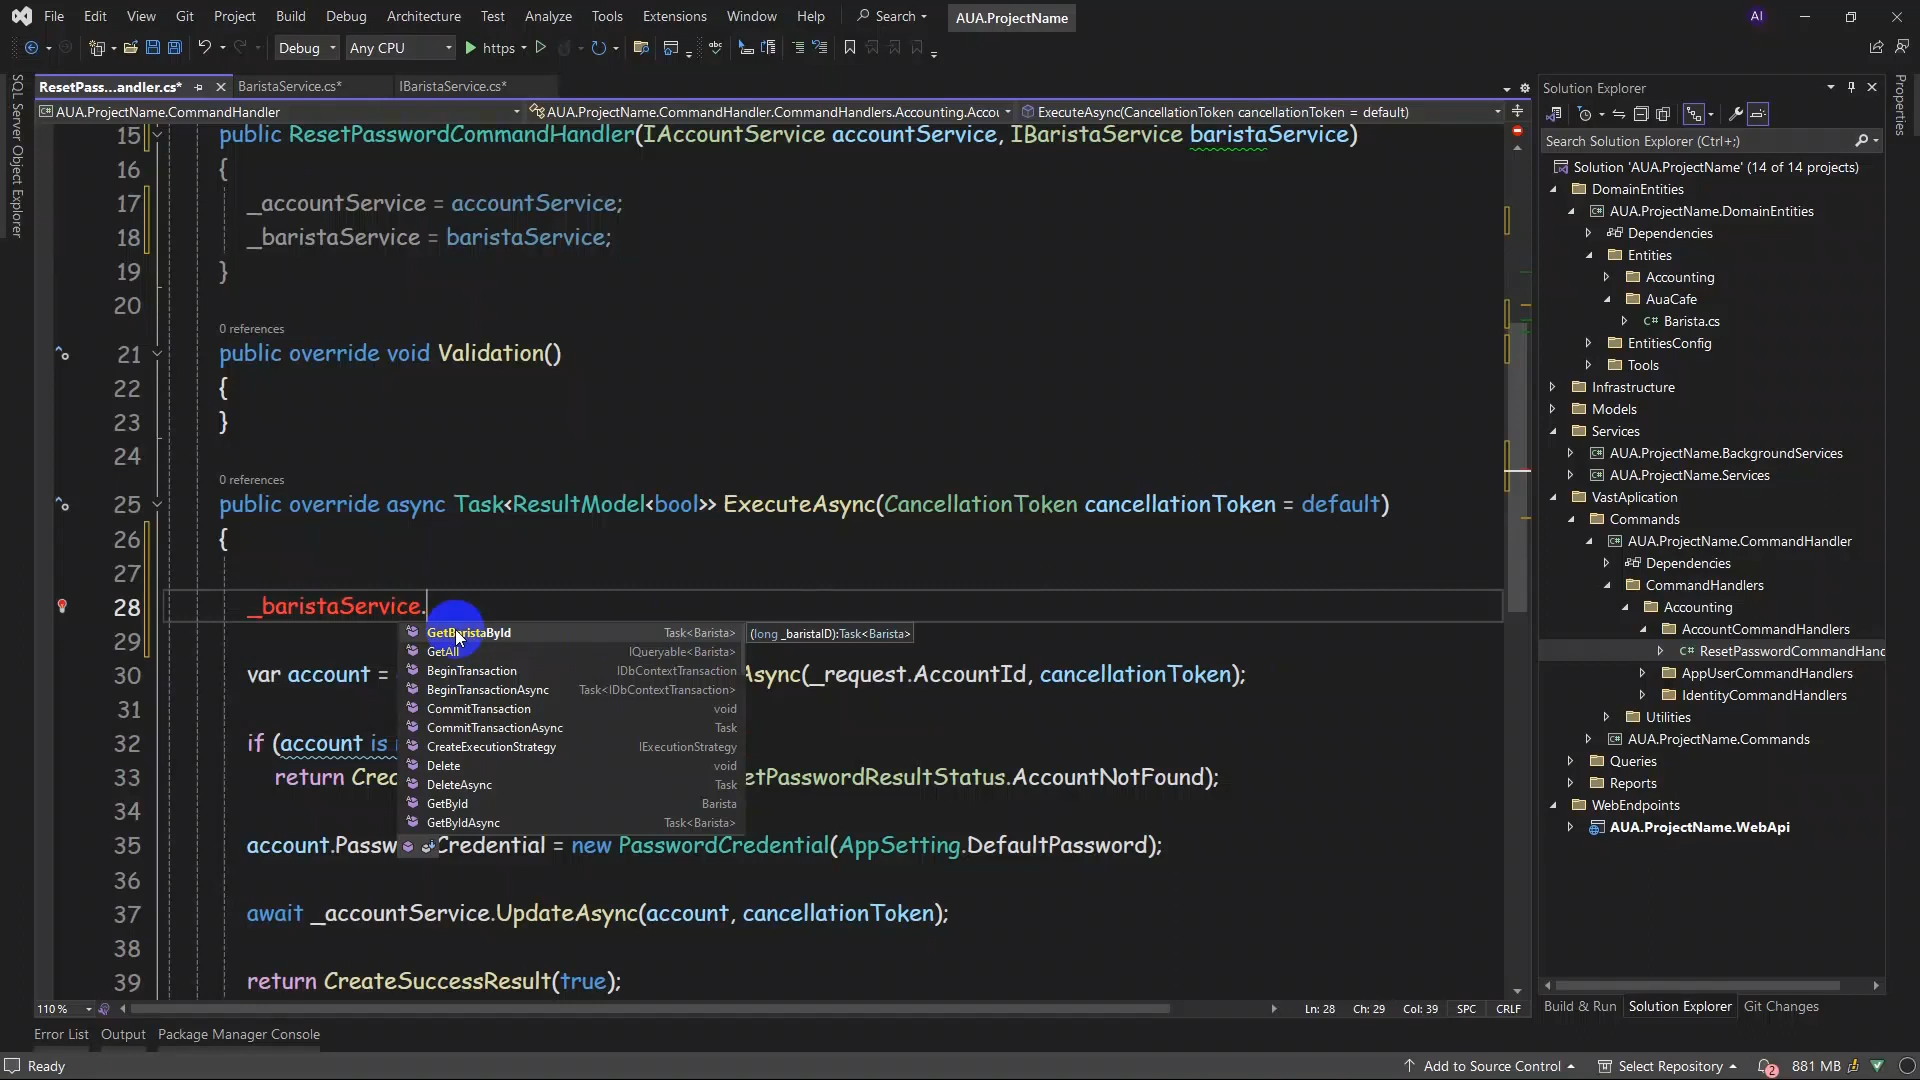 File Edit View Git Project Build Debug Architecture Test Analyze Tools Extensions Window Help Search AUA.ProjectName AI
Debug Any CPU https
ResetPass...andler.cs* BaristaService.cs* IBaristaService.cs*
AUA.ProjectName.CommandHandler AUA.ProjectName.CommandHandler.CommandHandlers.Accounting.Accou ExecuteAsync(CancellationToken cancellationToken = default)
SQL Server Object Explorer
15 public ResetPasswordCommandHandler(IAccountService accountService, IBaristaService baristaService)
16 {
17 _accountService = accountService;
18 _baristaService = baristaService;
19 }
20
0 references
21 public override void Validation()
22 {
23 }
24
0 references
25 public override async Task<ResultModel<bool>> ExecuteAsync(CancellationToken cancellationToken = default)
26 {
27
28 _baristaService.
29
30 var account = Async(_request.AccountId, cancellationToken);
31
32 if (account is
33 return Crea etPasswordResultStatus.AccountNotFound);
34
35 account.Passw Credential = new PasswordCredential(AppSetting.DefaultPassword);
36
37 await _accountService.UpdateAsync(account, cancellationToken);
38
39 return CreateSuccessResult(true);
GetBaristaById Task<Barista> (long _baristaID):Task<Barista>
GetAll IQueryable<Barista>
BeginTransaction IDbContextTransaction
BeginTransactionAsync Task<IDbContextTransaction>
CommitTransaction void
CommitTransactionAsync Task
CreateExecutionStrategy IExecutionStrategy
Delete void
DeleteAsync Task
GetById Barista
GetByIdAsync Task<Barista>
110 % Ln: 28 Ch: 29 Col: 39 SPC CRLF
Error List Output Package Manager Console
Solution Explorer
Search Solution Explorer (Ctrl+;)
Solution 'AUA.ProjectName' (14 of 14 projects)
DomainEntities
AUA.ProjectName.DomainEntities
Dependencies
Entities
Accounting
AuaCafe
Barista.cs
EntitiesConfig
Tools
Infrastructure
Models
Services
AUA.ProjectName.BackgroundServices
AUA.ProjectName.Services
VastAplication
Commands
AUA.ProjectName.CommandHandler
Dependencies
CommandHandlers
Accounting
AccountCommandHandlers
ResetPasswordCommandHand
AppUserCommandHandlers
IdentityCommandHandlers
Utilities
AUA.ProjectName.Commands
Queries
Reports
WebEndpoints
AUA.ProjectName.WebApi
Build & Run Solution Explorer Git Changes
Properties
Ready Add to Source Control Select Repository 2 881 MB